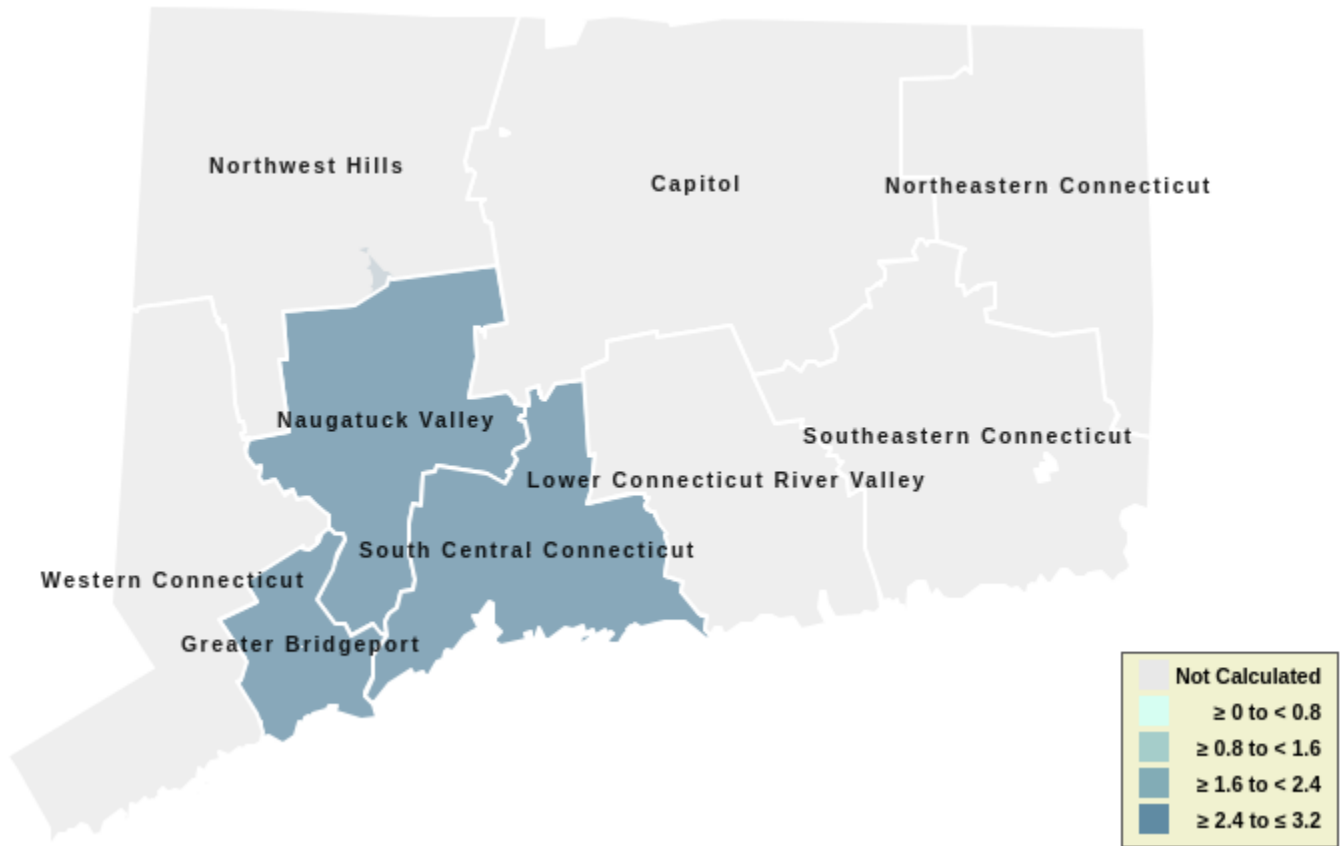 Northwest Hills
Capitol
Northeastern Connecticut
Naugatuck Valley
Southeastern Connecticut
Lower Connecticut River Valley
South Central Connecticut
Western Connecticut
Greater Bridgeport
Not Calculated
≥ 0 to < 0.8
≥ 0.8 to < 1.6
≥ 1.6 to < 2.4
≥ 2.4 to ≤ 3.2